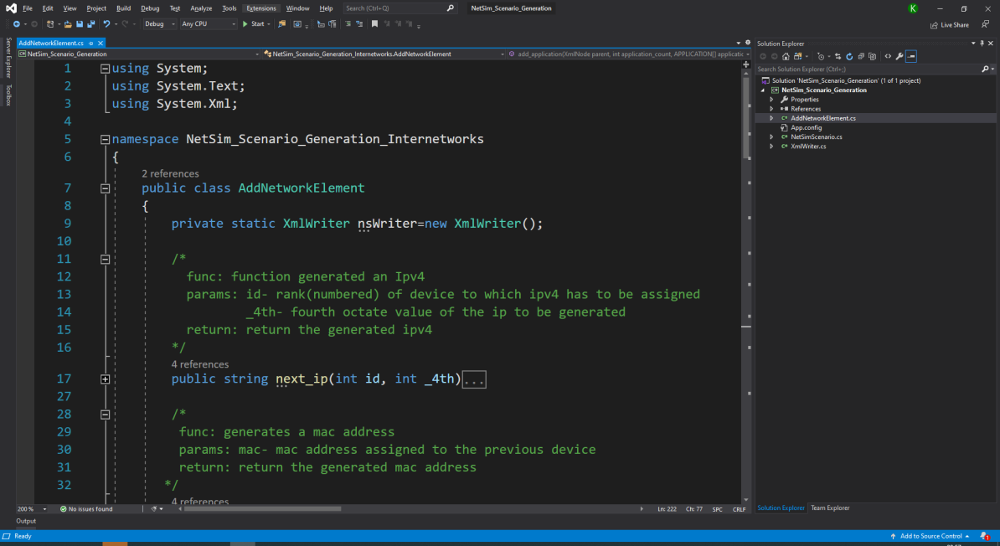 File Edit View Project Build Debug Test Analyze Tools Extensions Window Help Search (Ctrl+Q) NetSim_Scenario_Generation K
Debug Any CPU Start Live Share
AddNetworkElement.cs
NetSim_Scenario_Generation NetSim_Scenario_Generation_Internetworks.AddNetworkElement add_application(XmlNode parent, int application_count, APPLICATION[] applicatic
Server Explorer
Toolbox
1 using System;
2 using System.Text;
3 using System.Xml;
4
5 namespace NetSim_Scenario_Generation_Internetworks
6 {
2 references
7 public class AddNetworkElement
8 {
9 private static XmlWriter nsWriter=new XmlWriter();
10
11 /*
12 func: function generated an Ipv4
13 params: id- rank(numbered) of device to which ipv4 has to be assigned
14 _4th- fourth octate value of the ip to be generated
15 return: return the generated ipv4
16 */
4 references
17 public string next_ip(int id, int _4th)...
27
28 /*
29 func: generates a mac address
30 params: mac- mac address assigned to the previous device
31 return: return the generated mac address
32 */
4 references
200 % No issues found Ln: 222 Ch: 77 SPC CRLF
Solution Explorer
Search Solution Explorer (Ctrl+;)
Solution 'NetSim_Scenario_Generation' (1 of 1 project)
NetSim_Scenario_Generation
Properties
References
AddNetworkElement.cs
App.config
NetSimScenario.cs
XmlWriter.cs
Solution Explorer Team Explorer
Output
Ready Add to Source Control 1